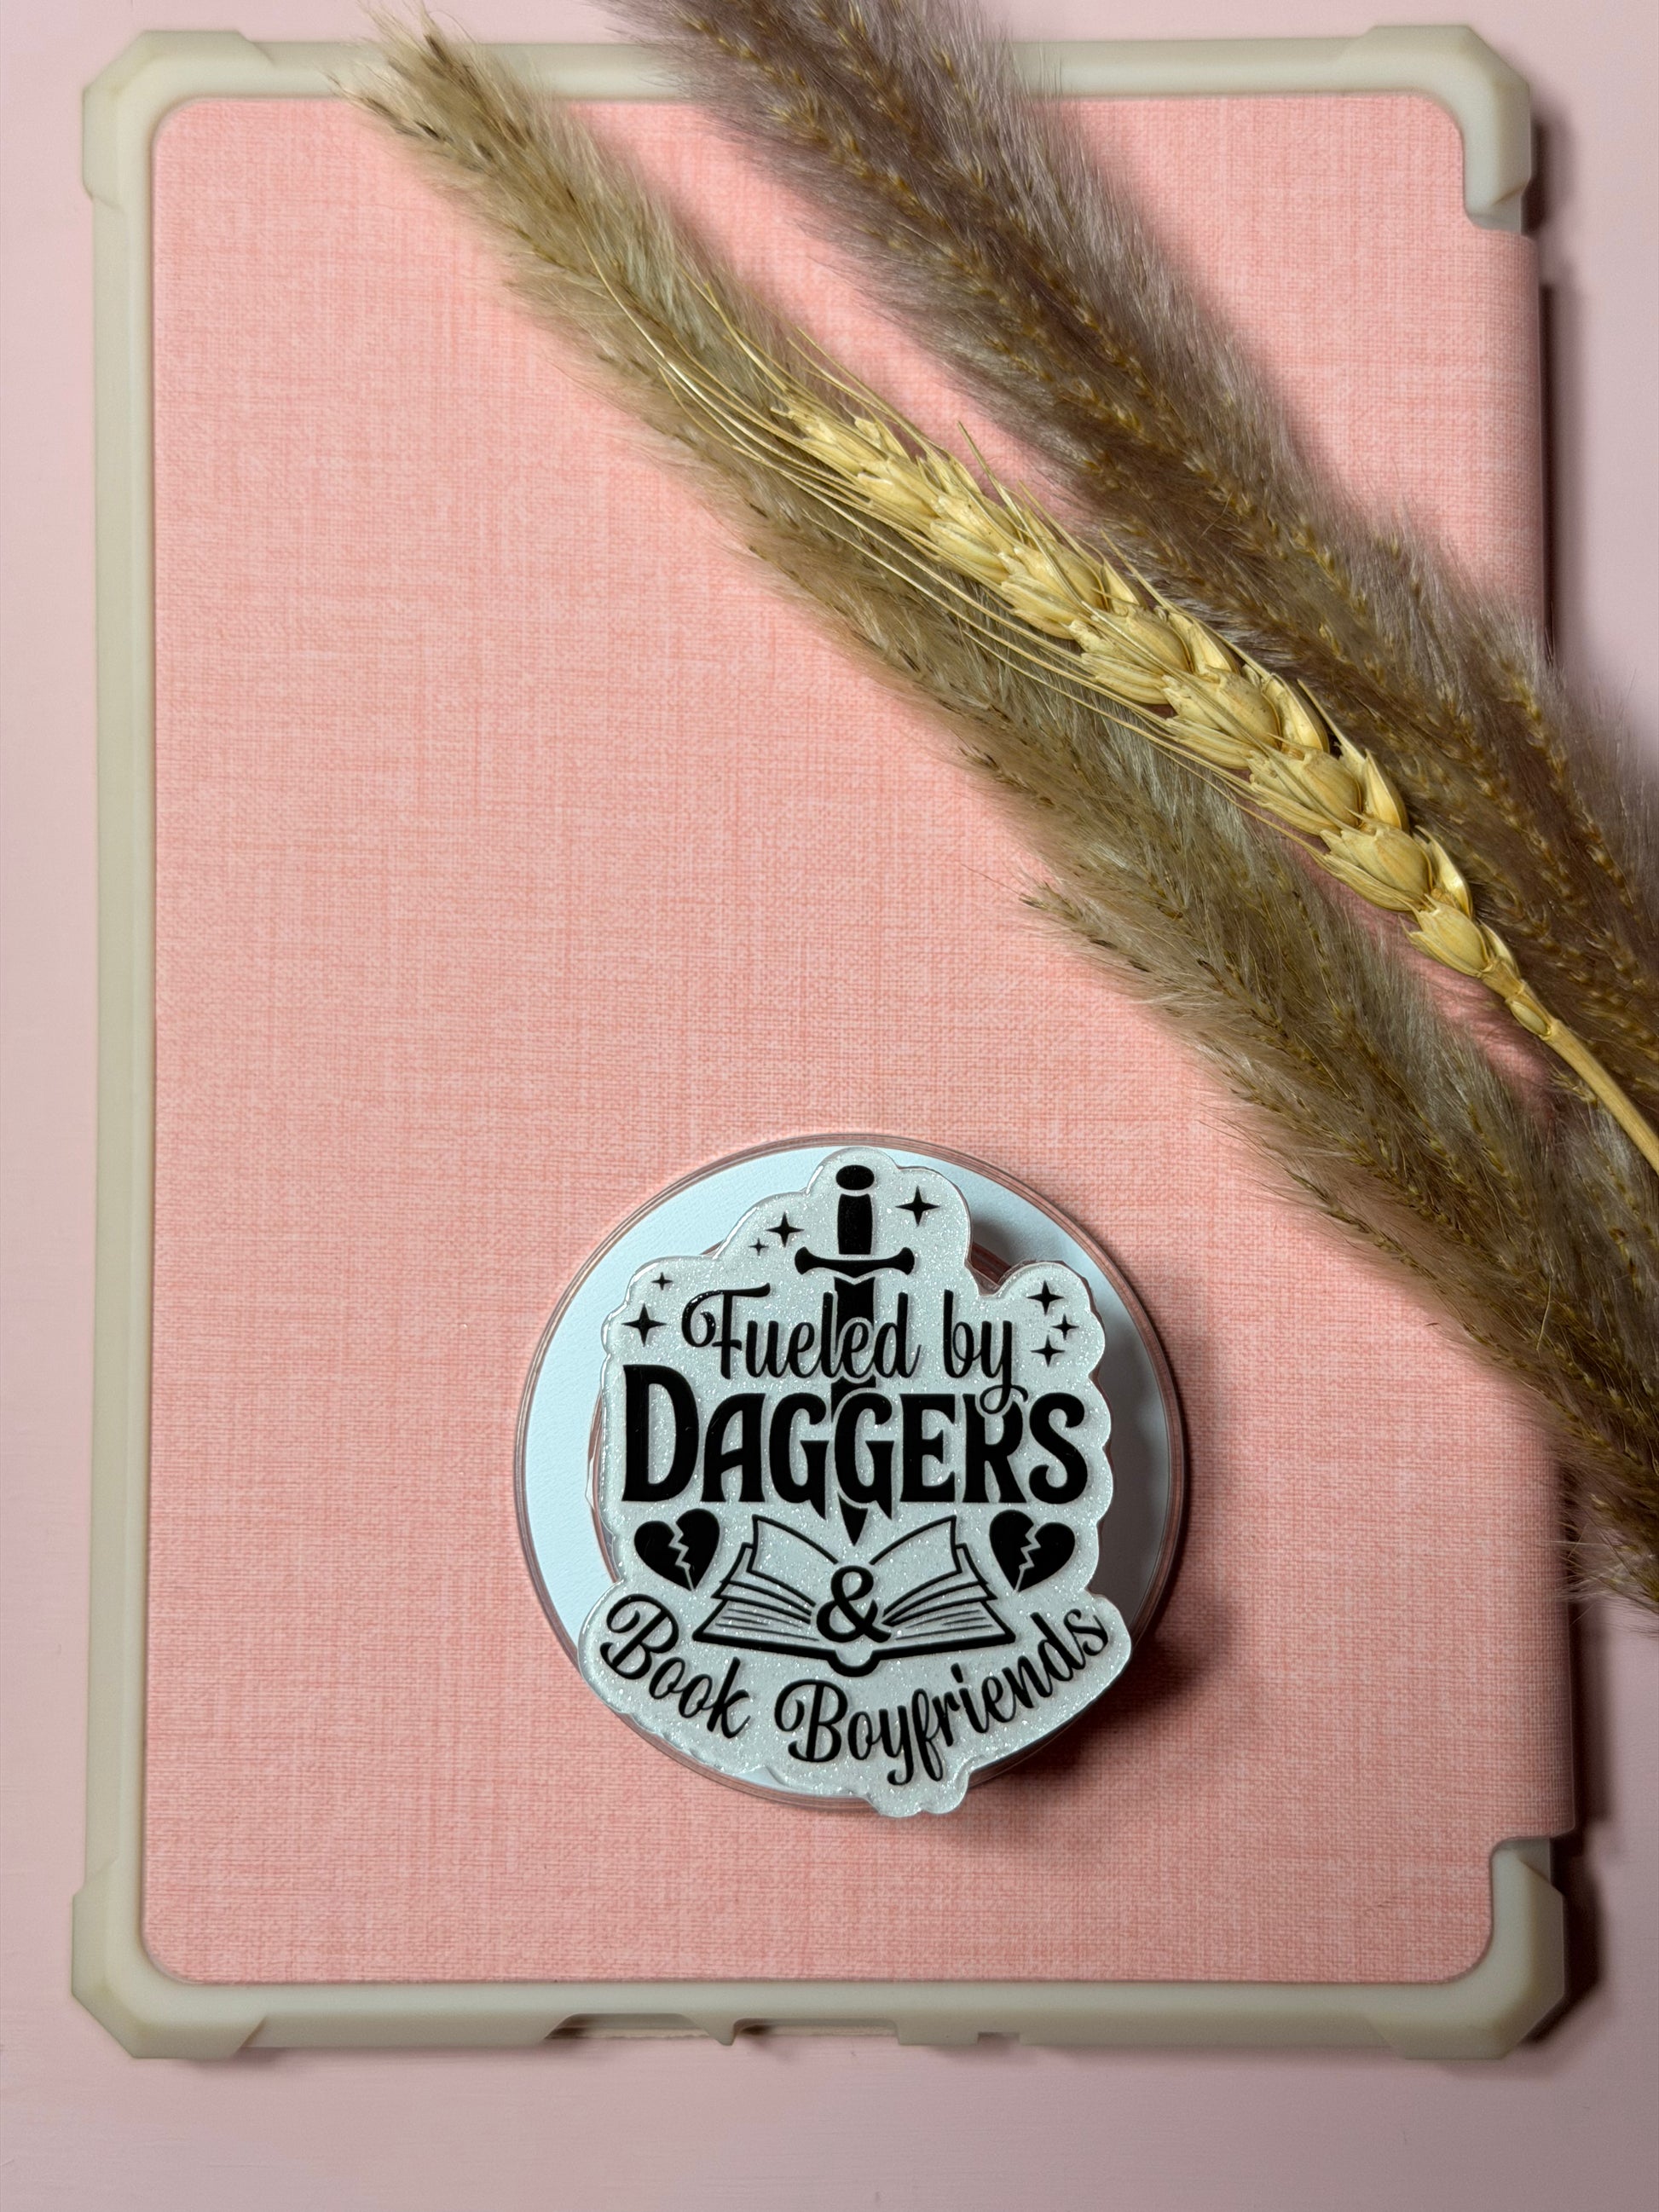 Fueled by
DAGGERS
&
Book Boyfriends